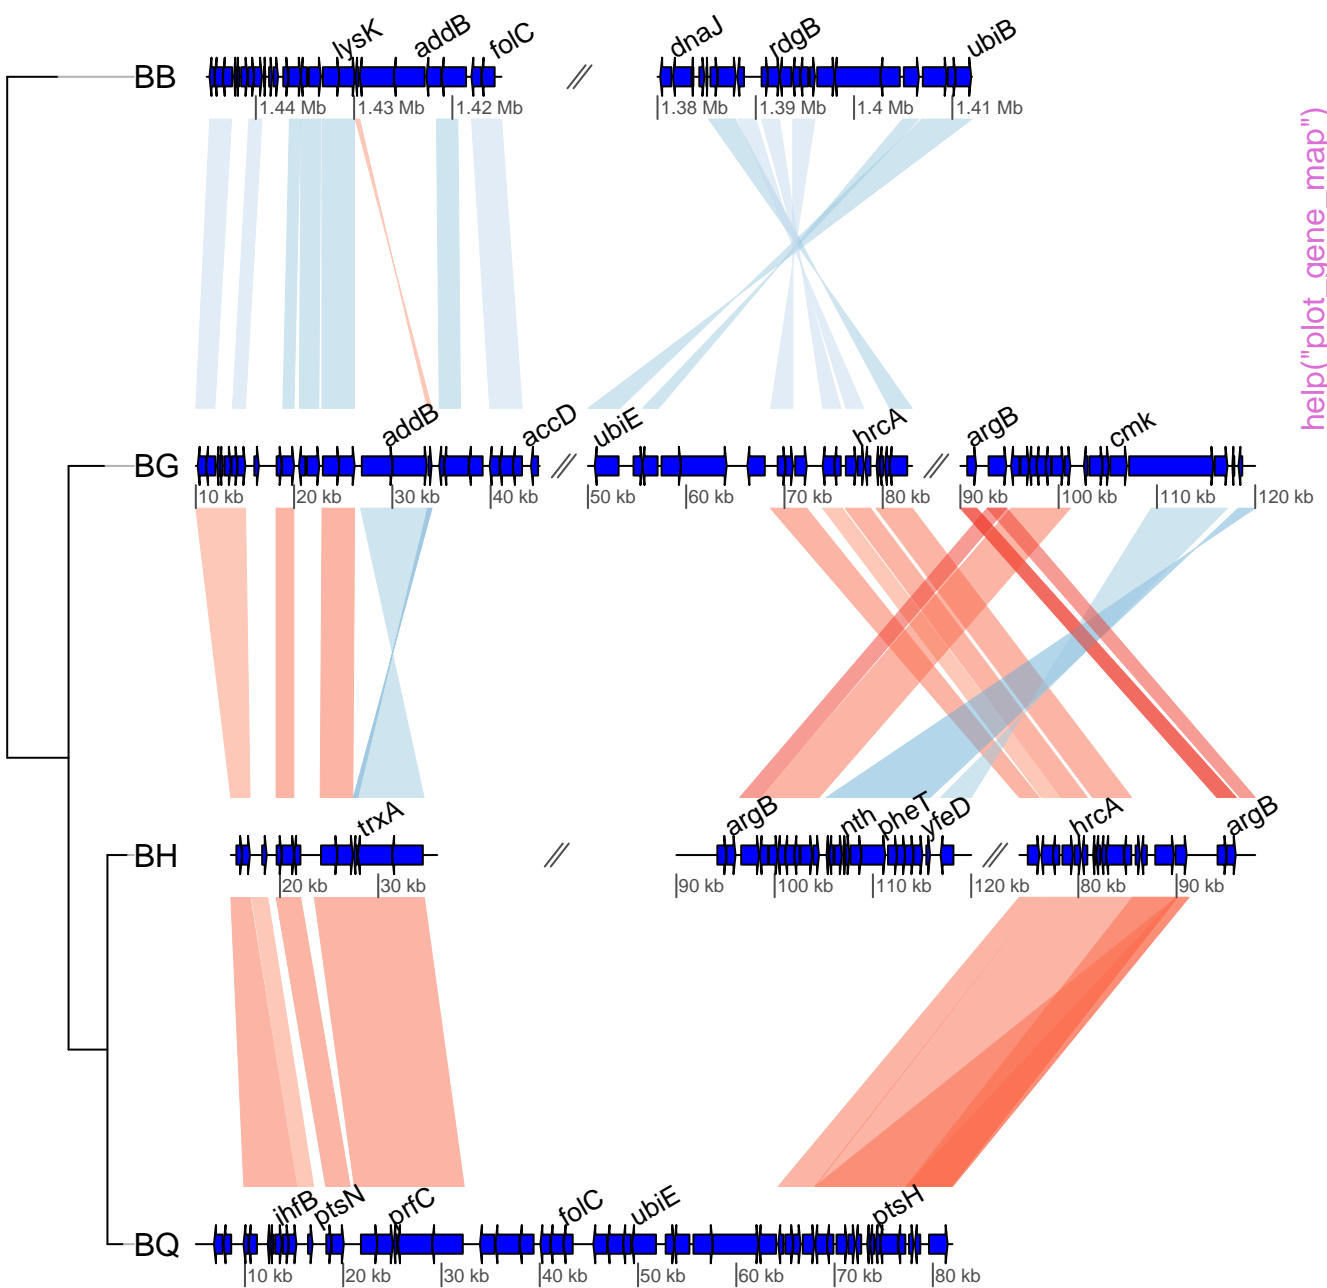 lysK addB folC dnaJ rdgB ubiB
BB
1.44 Mb 1.43 Mb 1.42 Mb 1.38 Mb 1.39 Mb 1.4 Mb 1.41 Mb
help("plot_gene_map")
addB accD ubiE hrcA argB cmk
BG
10 kb 20 kb 30 kb 40 kb 50 kb 60 kb 70 kb 80 kb 90 kb 100 kb 110 kb 120 kb
trxA argB nth pheT yfeD hrcA argB
BH
20 kb 30 kb 90 kb 100 kb 110 kb 120 kb 80 kb 90 kb
ihfB ptsN prfC folC ubiE ptsH
BQ
10 kb 20 kb 30 kb 40 kb 50 kb 60 kb 70 kb 80 kb